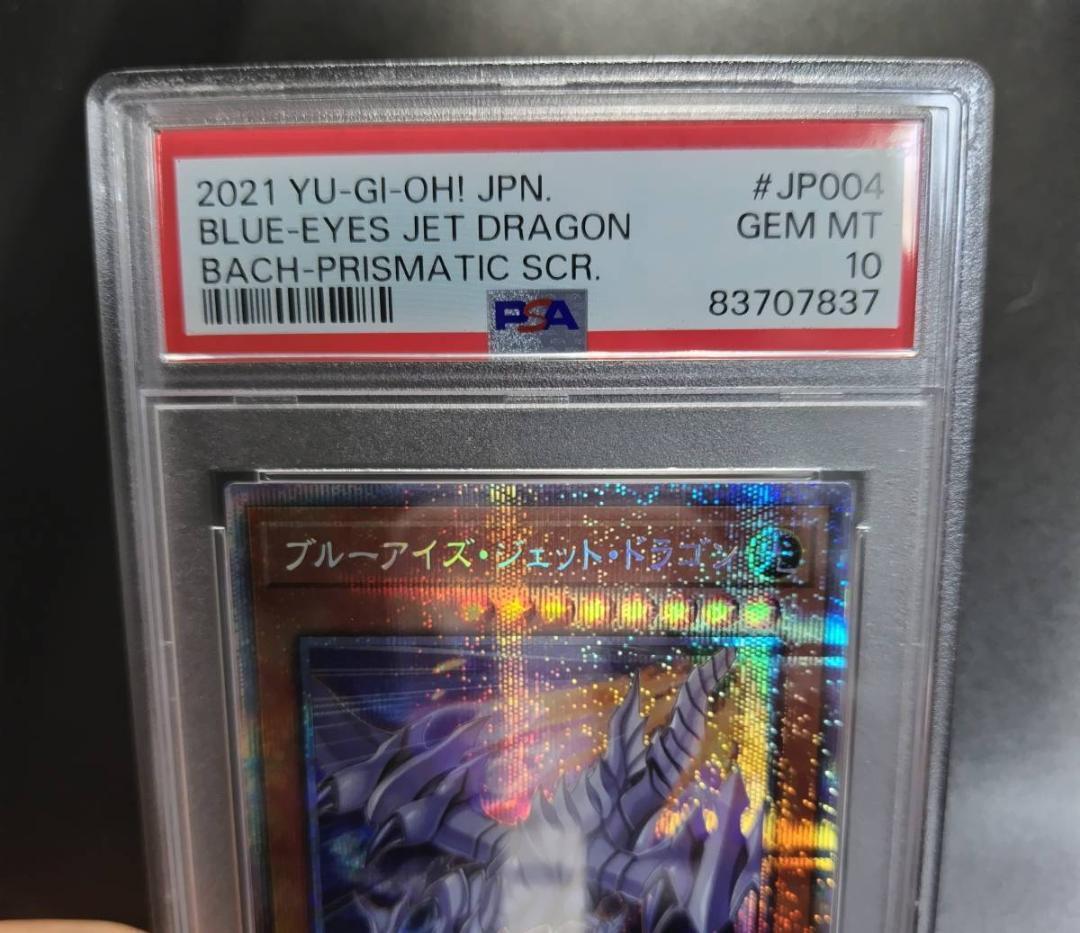 2021 YU-GI-OH! JPN. #JP004
BLUE-EYES JET DRAGON GEM MT
BACH-PRISMATIC SCR. 10
PSA 83707837
ブルーアイズ・ジェット・ドラゴン